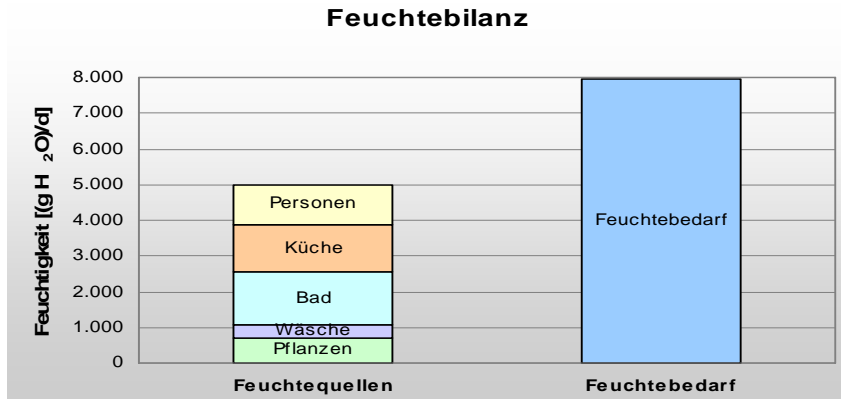 Feuchtebilanz
Feuchtigkeit [(g H2O)/d]
8.000
7.000
6.000
5.000
4.000
3.000
2.000
1.000
0
Personen
Küche
Bad
Wäsche
Pflanzen
Feuchtebedarf
Feuchtequellen
Feuchtebedarf